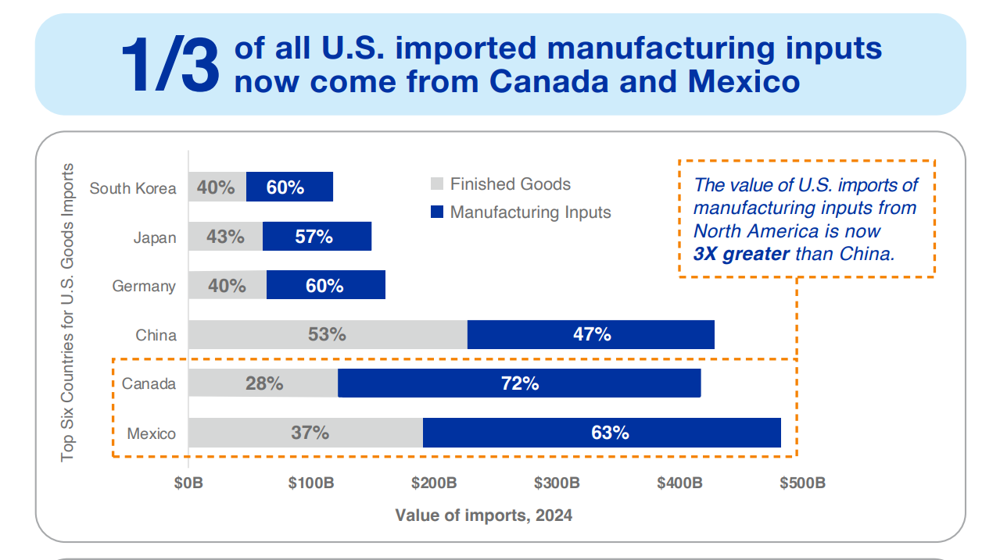 1/3
of all U.S. imported manufacturing inputs
now come from Canada and Mexico
Top Six Countries for U.S. Goods Imports
South Korea 40% 60%
Japan 43% 57%
Germany 40% 60%
China 53% 47%
Canada 28% 72%
Mexico 37% 63%
Finished Goods
Manufacturing Inputs
The value of U.S. imports of
manufacturing inputs from
North America is now
3X greater than China.
$0B $100B $200B $300B $400B $500B
Value of imports, 2024